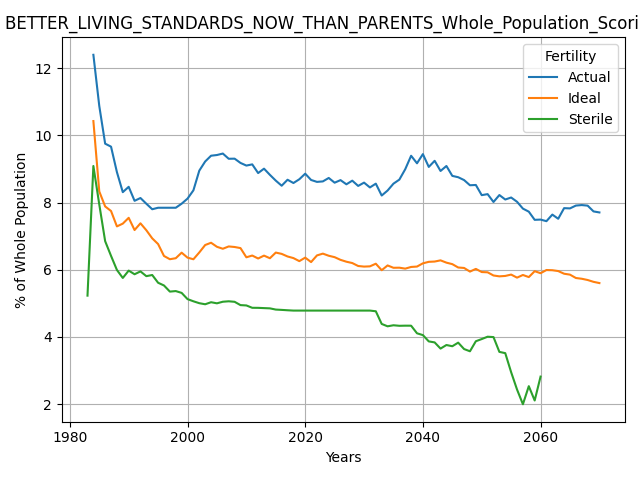 BETTER_LIVING_STANDARDS_NOW_THAN_PARENTS_Whole_Population_Scori
Fertility
Actual
Ideal
Sterile
12
10
8
6
4
2
% of Whole Population
1980
2000
2020
2040
2060
Years